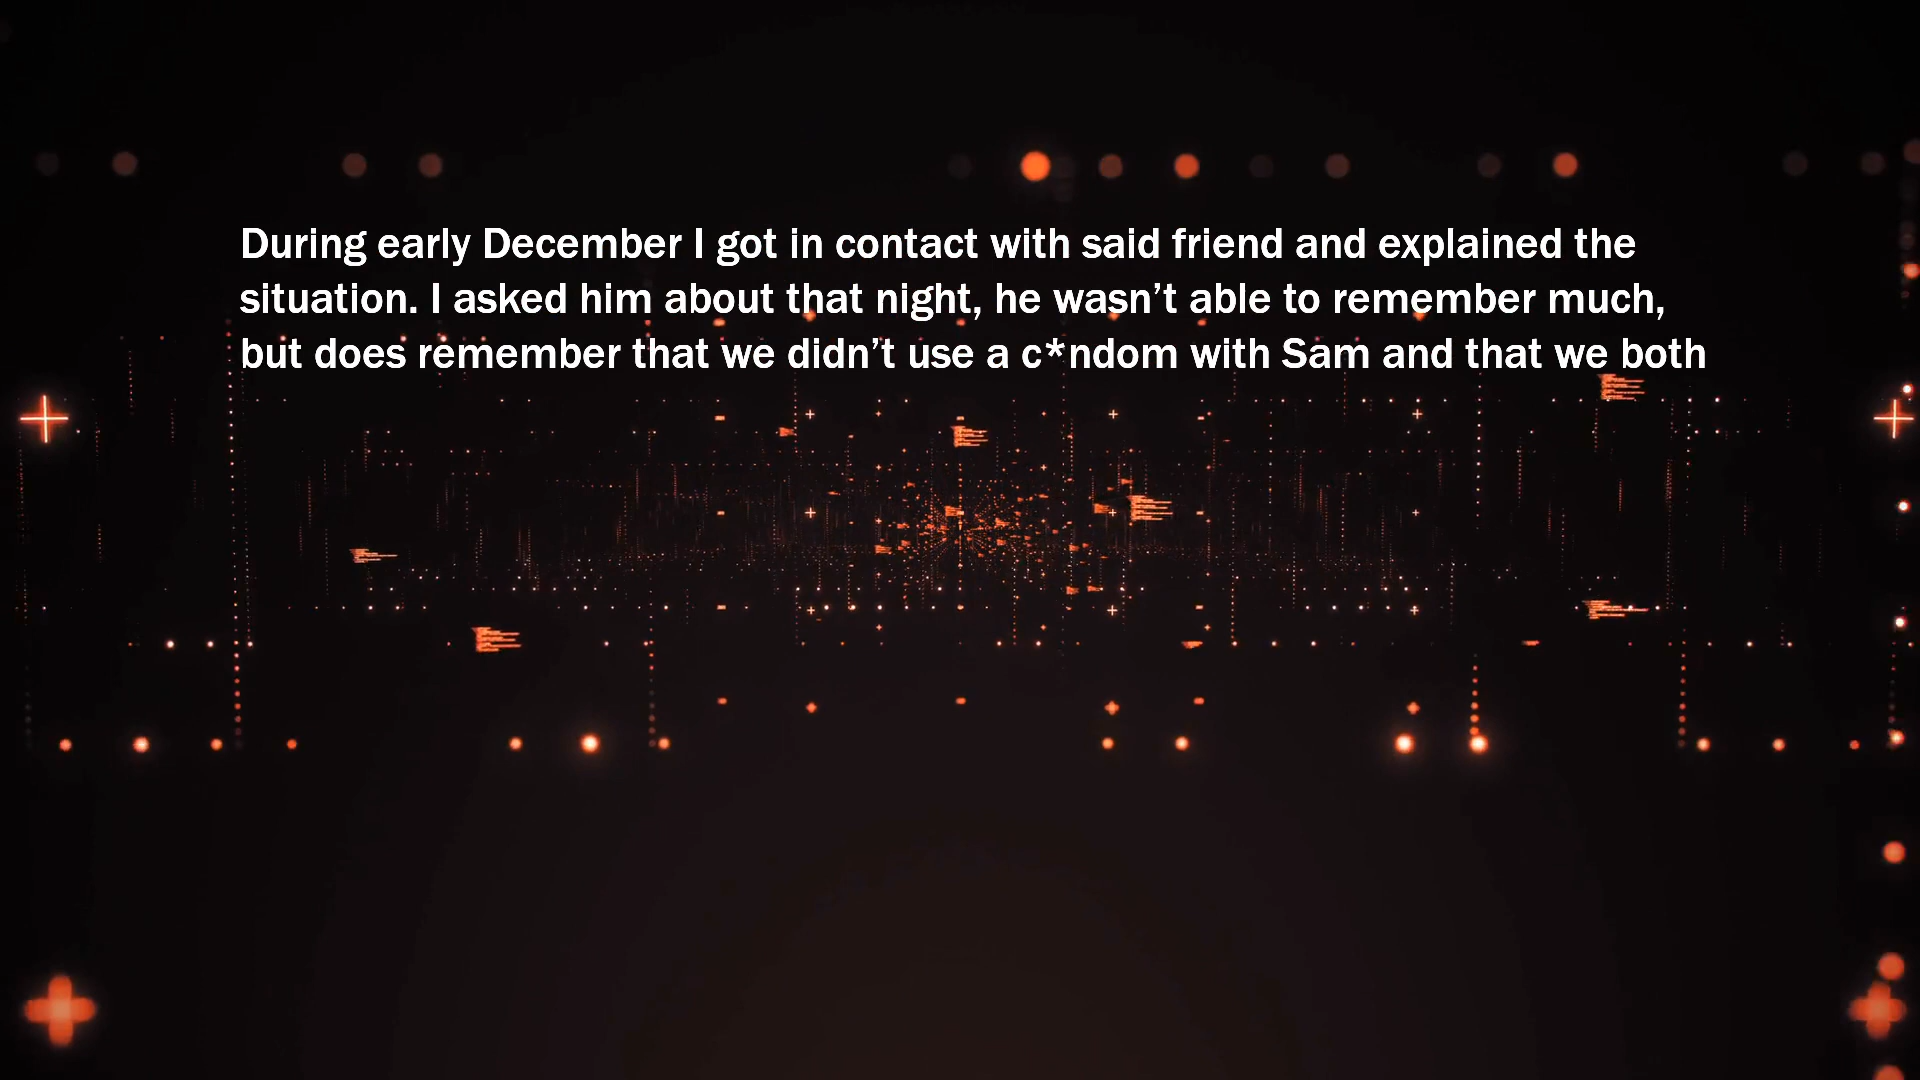 During early December I got in contact with said friend and explained the
situation. I asked him about that night, he wasn’t able to remember much,
but does remember that we didn’t use a c*ndom with Sam and that we both